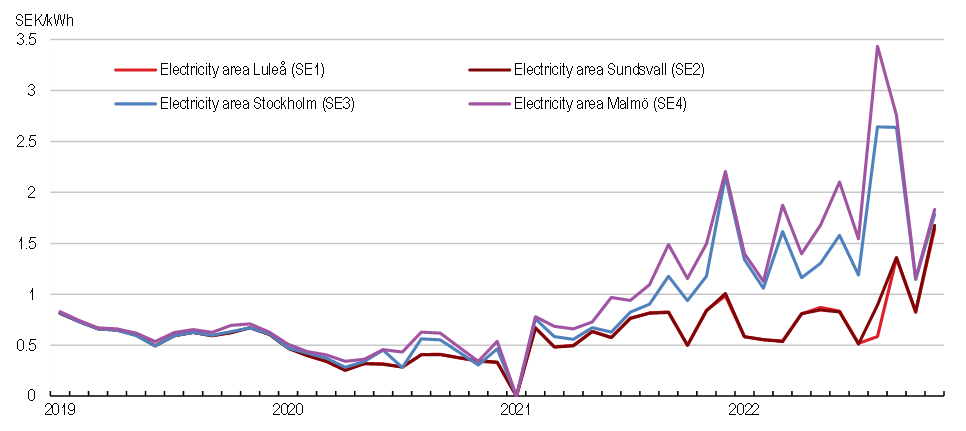 SEK/kWh
3.5
Electricity area Luleå (SE1) Electricity area Sundsvall (SE2)
3
Electricity area Stockholm (SE3) Electricity area Malmö (SE4)
2.5
2
1.5
1
0.5
0
2019 2020 2021 2022